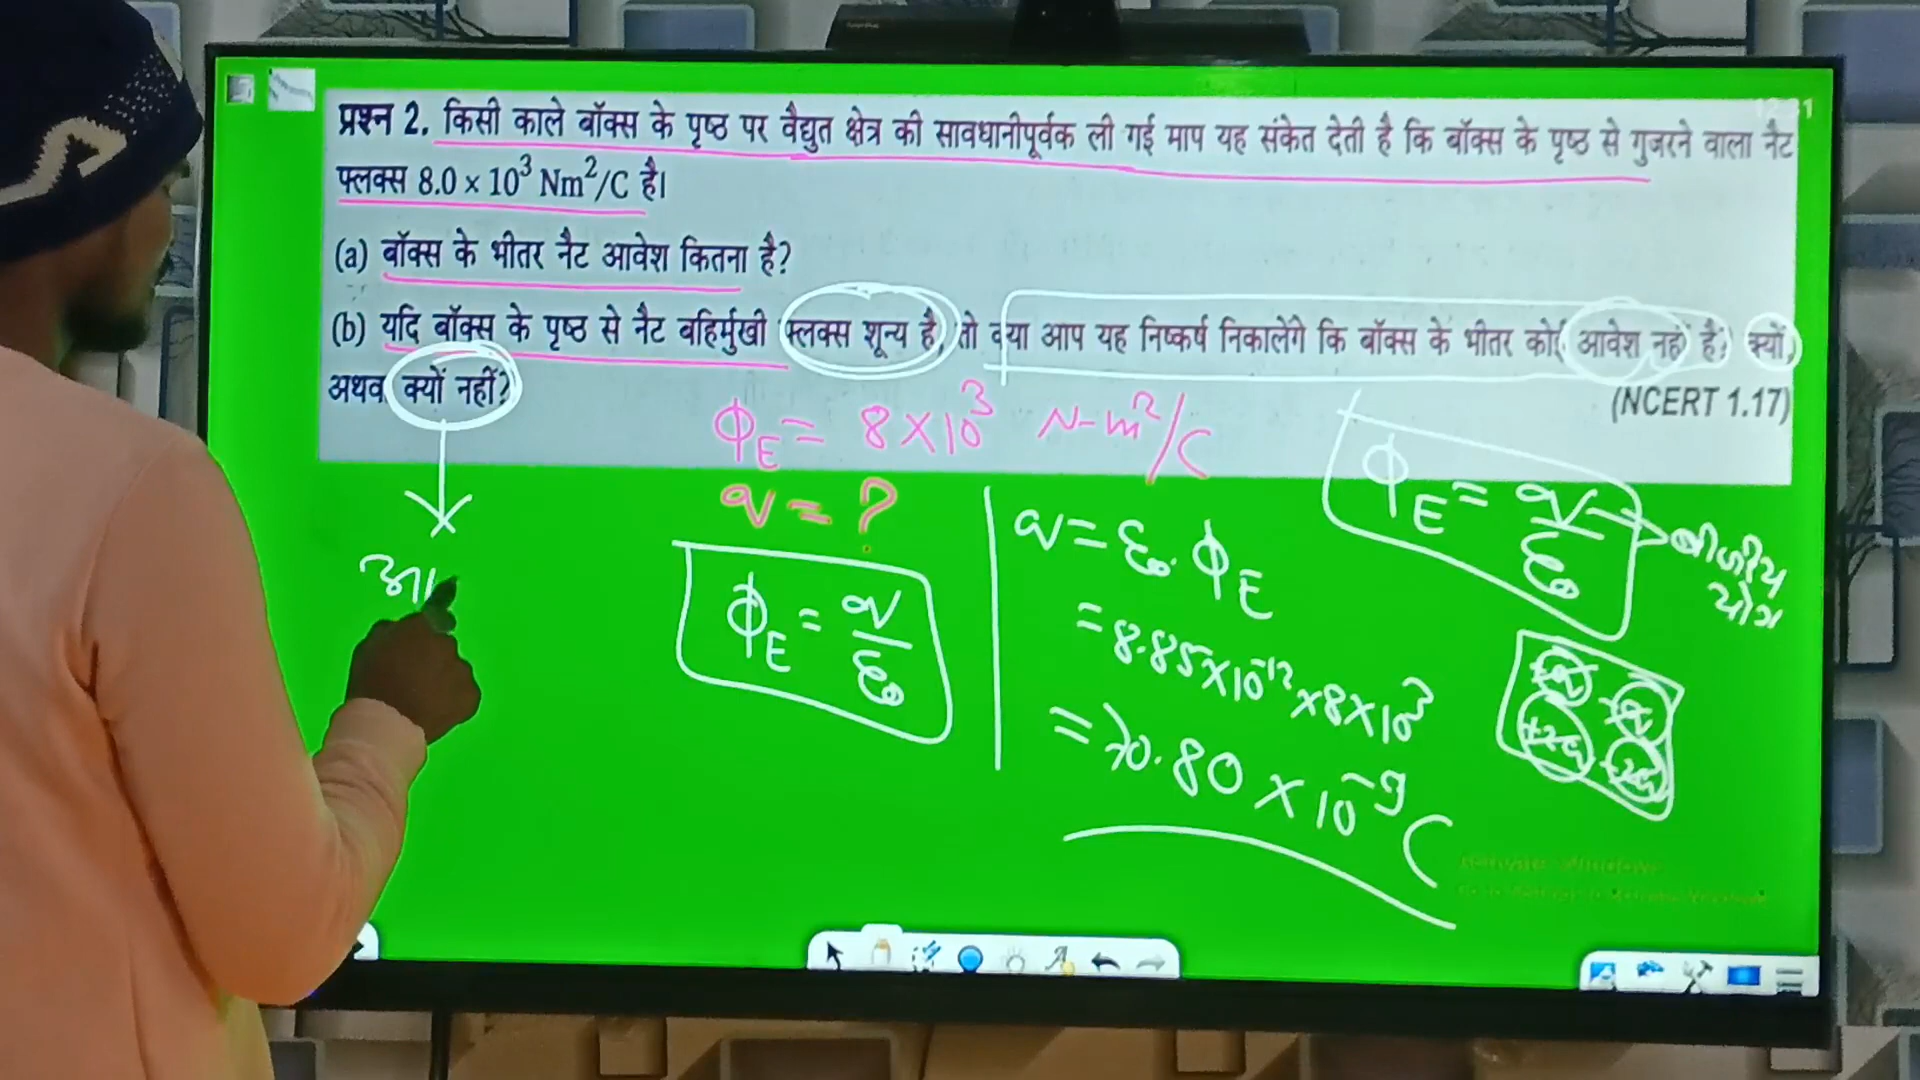 प्रश्न 2. किसी काले बॉक्स के पृष्ठ पर वैद्युत क्षेत्र की सावधानीपूर्वक ली गई माप यह संकेत देती है कि बॉक्स के पृष्ठ से गुजरने वाला नैट
फ्लक्स 8.0 × 10³ Nm²/C है।
(a) बॉक्स के भीतर नैट आवेश कितना है?
(b) यदि बॉक्स के पृष्ठ से नैट बहिर्मुखी फ्लक्स शून्य है, तो क्या आप यह निष्कर्ष निकालेंगे कि बॉक्स के भीतर कोई आवेश नहीं है? क्यों,
अथवा क्यों नहीं?
(NCERT 1.17)
ϕE = 8×10³ N-m²/C
q = ?
ϕE = q/ε₀
q = ε₀ ϕE
= 8.85×10⁻¹² ×8×10³
= 70.80 × 10⁻⁹ C
ϕE = q/ε₀
बीजीय
योग
+q -q
+2q -2q
आ